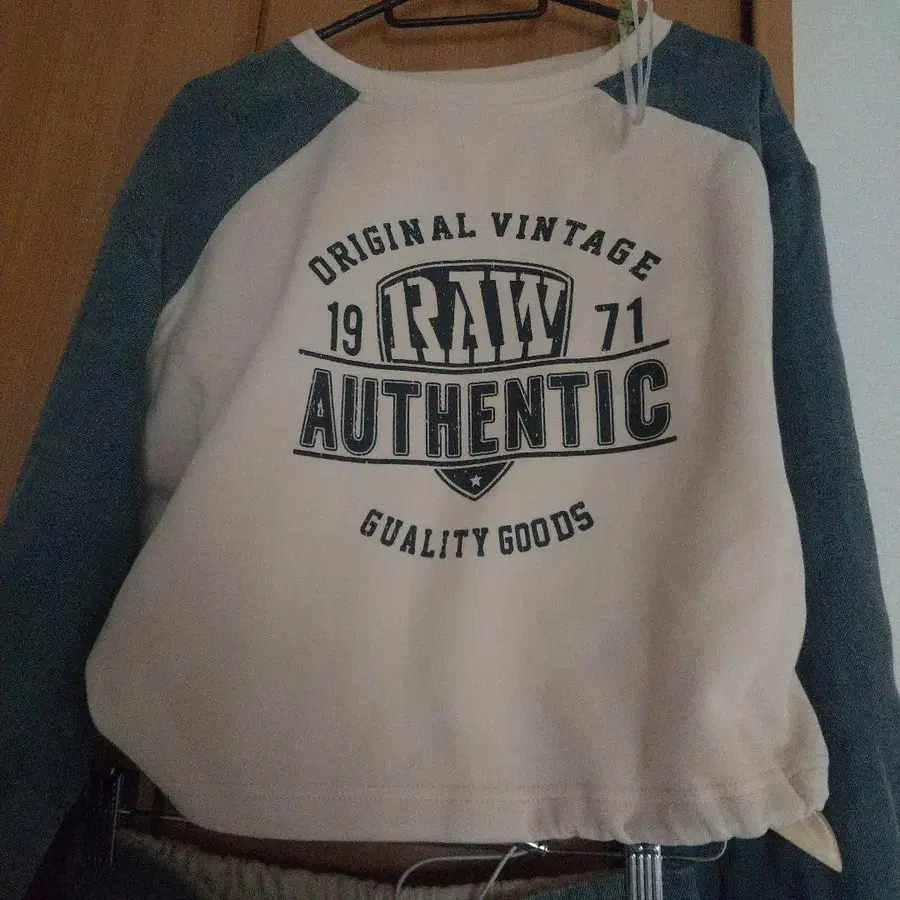 ORIGINAL VINTAGE
19 RAW 71
AUTHENTIC
GUALITY GOODS